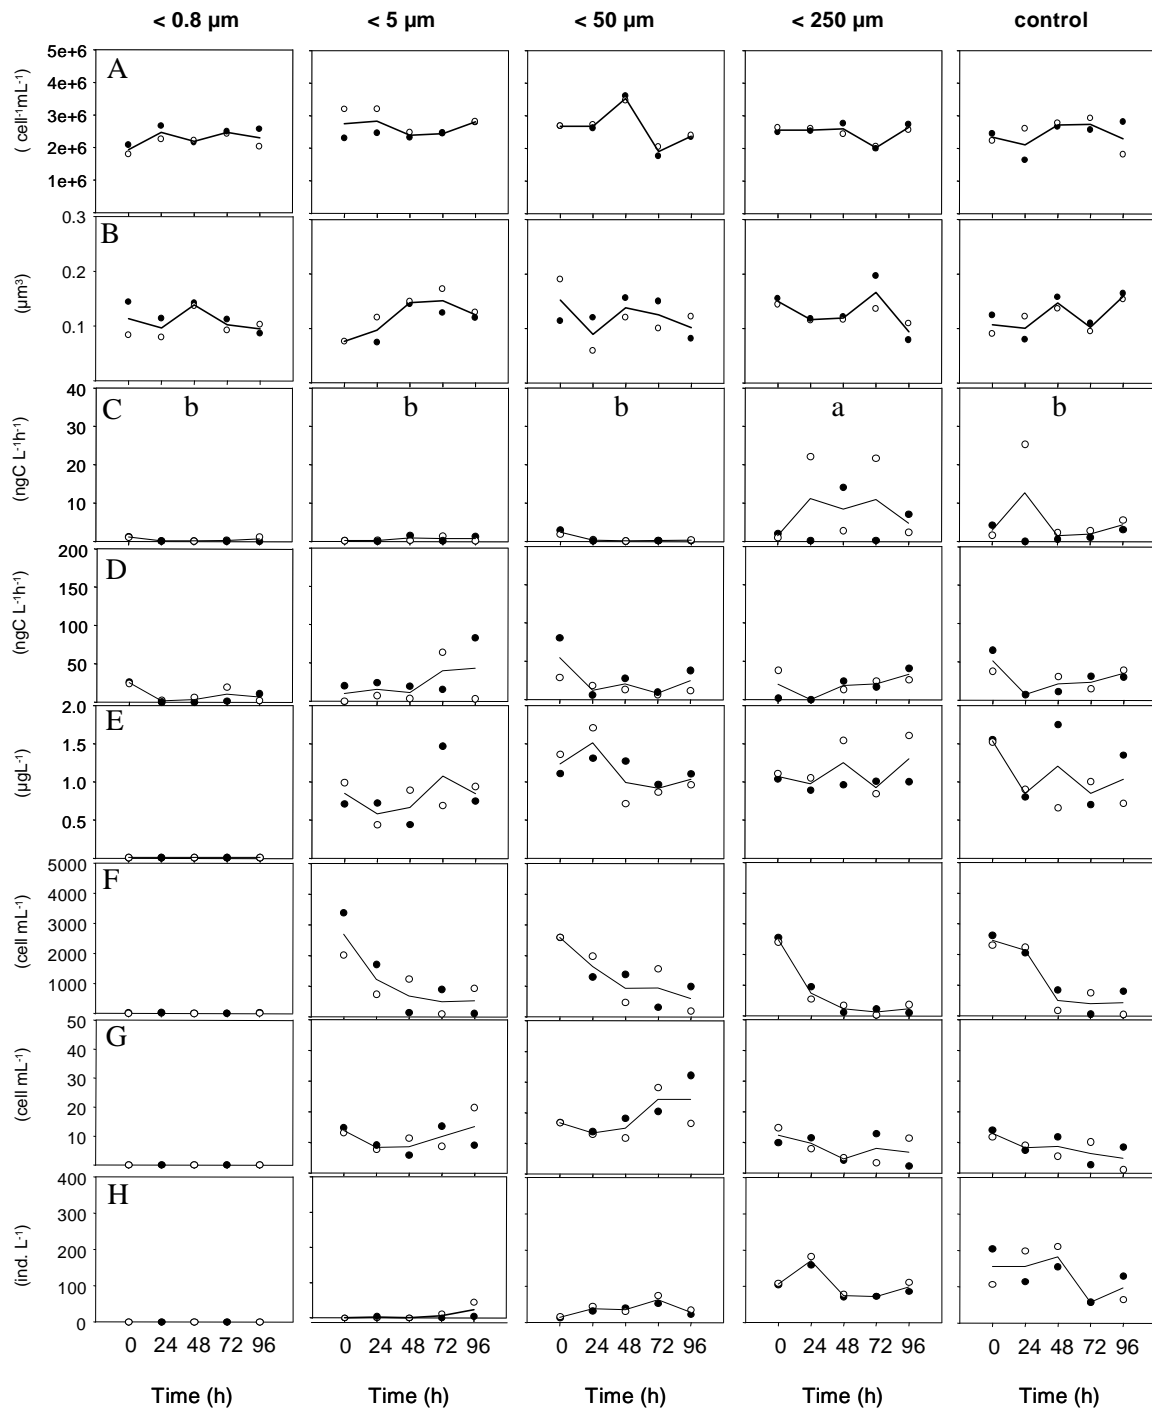 < 0.8 µm < 5 µm < 50 µm < 250 µm control
A
( cell⁻¹mL⁻¹)
5e+6
4e+6
3e+6
2e+6
1e+6
B
(µm³)
0.3
0.2
0.1
C b b b a b
(ngC L⁻¹h⁻¹)
40
30
20
10
0
D
(ngC L⁻¹h⁻¹)
200
150
100
50
E
(µgL⁻¹)
2.0
1.5
1.0
0.5
F
(cell mL⁻¹)
5000
4000
3000
2000
1000
G
(cell mL⁻¹)
50
40
30
20
10
H
(ind. L⁻¹)
400
300
200
100
0
0 24 48 72 96 0 24 48 72 96 0 24 48 72 96 0 24 48 72 96 0 24 48 72 96
Time (h) Time (h) Time (h) Time (h) Time (h)